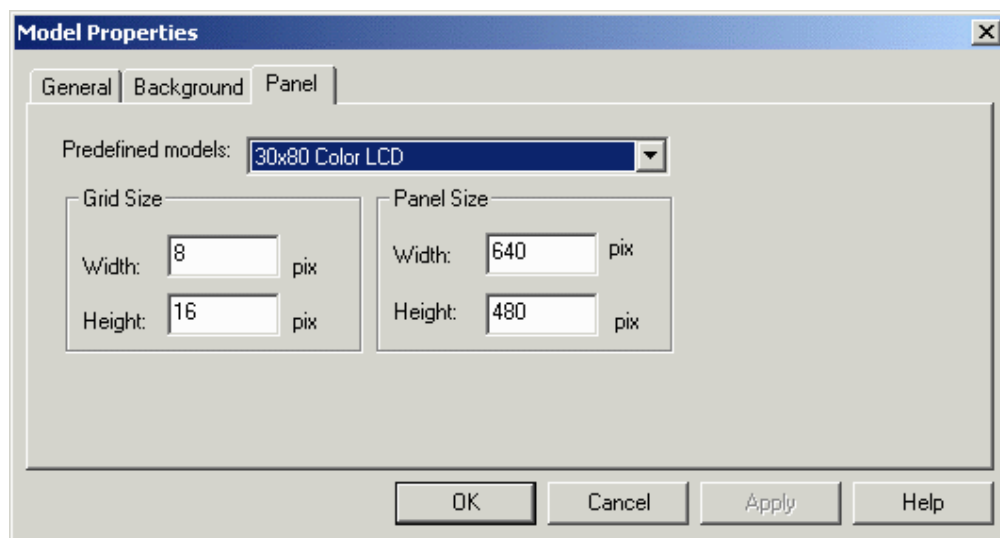 Model Properties
General Background Panel
Predefined models: 30x80 Color LCD
Grid Size
Width: 8 pix
Height: 16 pix
Panel Size
Width: 640 pix
Height: 480 pix
OK Cancel Apply Help